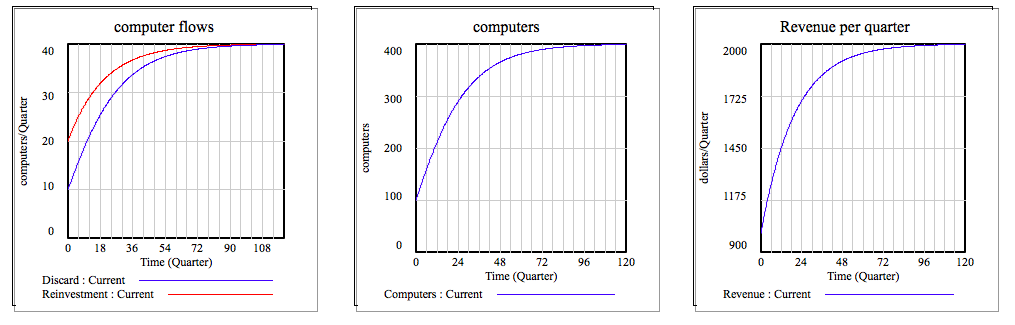 computer flows
40
30
20
10
0
computers/Quarter
0 18 36 54 72 90 108
Time (Quarter)
Discard : Current
Reinvestment : Current
computers
400
300
200
100
0
computers
0 24 48 72 96 120
Time (Quarter)
Computers : Current
Revenue per quarter
2000
1725
1450
1175
900
dollars/Quarter
0 24 48 72 96 120
Time (Quarter)
Revenue : Current